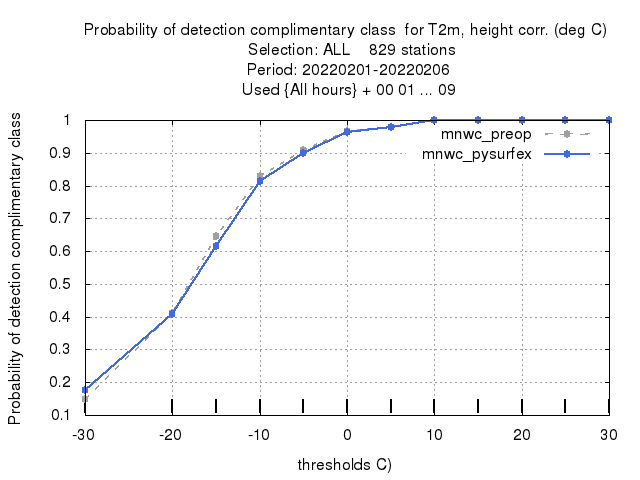 Probability of detection complimentary class  for T2m, height corr. (deg C)
Selection: ALL    829 stations
Period: 20220201-20220206
Used {All hours} + 00 01 ... 09
Probability of detection complimentary class
1
0.9
0.8
0.7
0.6
0.5
0.4
0.3
0.2
0.1
mnwc_preop
mnwc_pysurfex
-30
-20
-10
0
10
20
30
thresholds C)